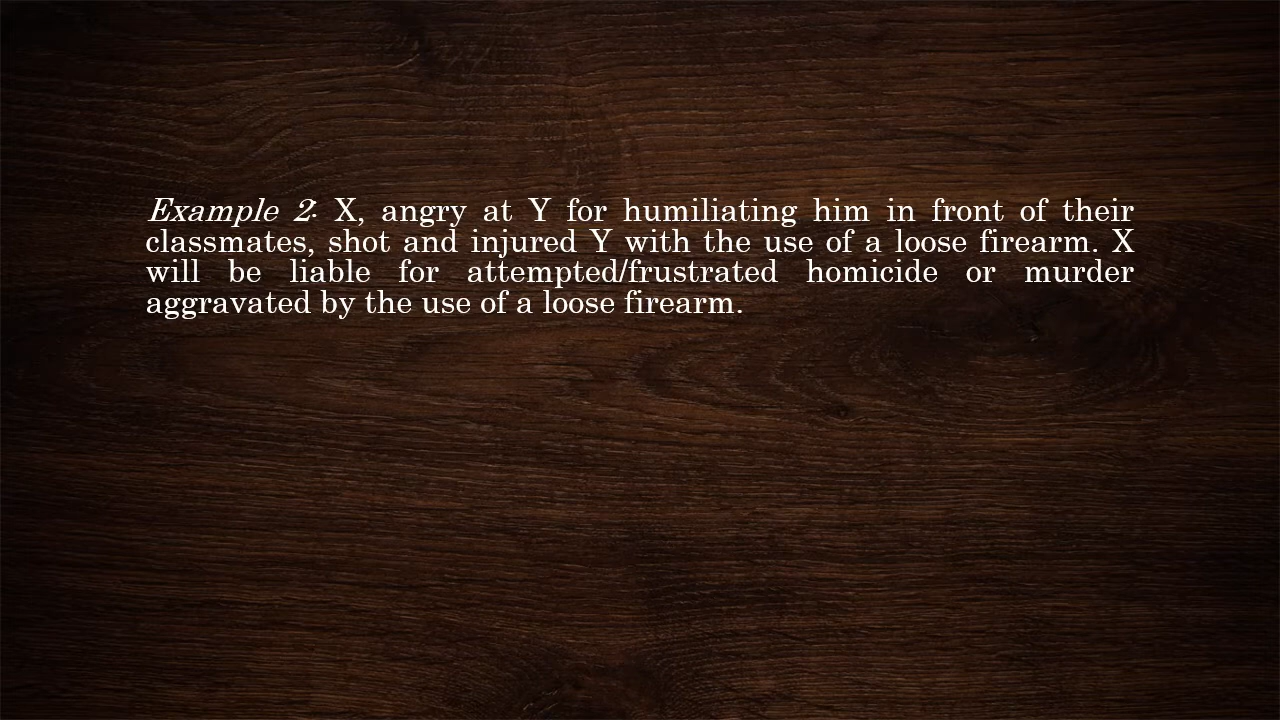 Example 2: X, angry at Y for humiliating him in front of their
classmates, shot and injured Y with the use of a loose firearm. X
will be liable for attempted/frustrated homicide or murder
aggravated by the use of a loose firearm.